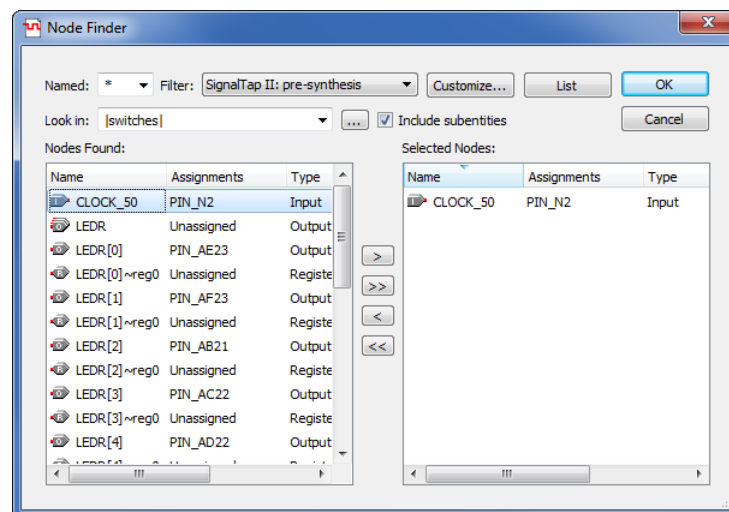 Node Finder
Named: * Filter: SignalTap II: pre-synthesis Customize... List OK
Look in: |switches| ... Include subentities Cancel
Nodes Found: Selected Nodes:
Name Assignments Type Name Assignments Type
CLOCK_50 PIN_N2 Input CLOCK_50 PIN_N2 Input
LEDR Unassigned Output
LEDR[0] PIN_AE23 Output
LEDR[0]~reg0 Unassigned Registe
LEDR[1] PIN_AF23 Output
LEDR[1]~reg0 Unassigned Registe
LEDR[2] PIN_AB21 Output
LEDR[2]~reg0 Unassigned Registe
LEDR[3] PIN_AC22 Output
LEDR[3]~reg0 Unassigned Registe
LEDR[4] PIN_AD22 Output
>
>>
<
<<